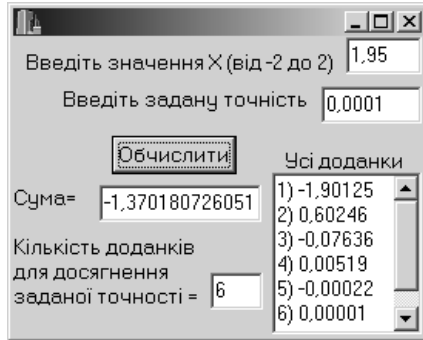 Введіть значення X (від -2 до 2) 1,95
Введіть задану точність 0,0001
Обчислити
Сума= -1,370180726051
Кількість доданків
для досягнення
заданої точності = 6
Усі доданки
1) -1,90125
2) 0,60246
3) -0,07636
4) 0,00519
5) -0,00022
6) 0,00001